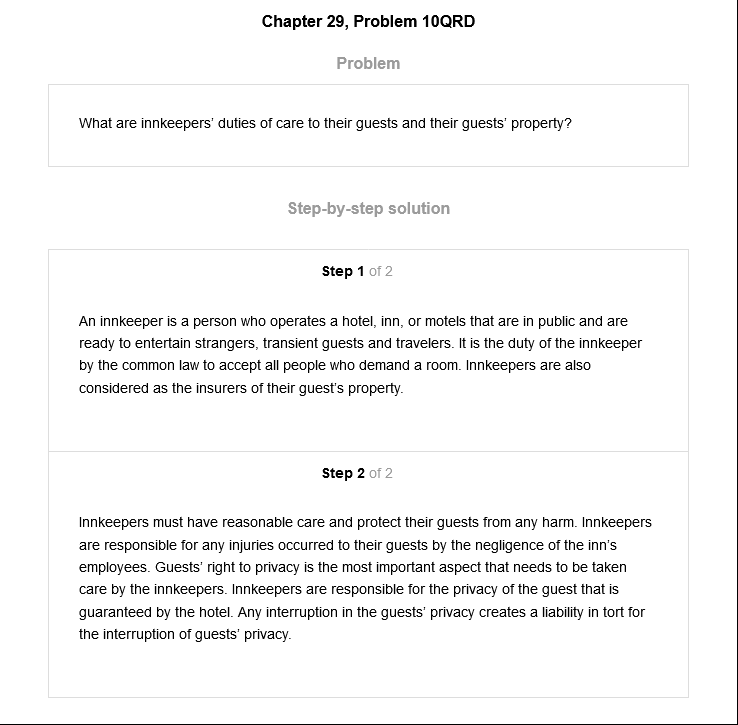 Chapter 29, Problem 10QRD
Problem
What are innkeepers’ duties of care to their guests and their guests’ property?
Step-by-step solution
Step 1 of 2
An innkeeper is a person who operates a hotel, inn, or motels that are in public and are
ready to entertain strangers, transient guests and travelers. It is the duty of the innkeeper
by the common law to accept all people who demand a room. Innkeepers are also
considered as the insurers of their guest’s property.
Step 2 of 2
Innkeepers must have reasonable care and protect their guests from any harm. Innkeepers
are responsible for any injuries occurred to their guests by the negligence of the inn’s
employees. Guests’ right to privacy is the most important aspect that needs to be taken
care by the innkeepers. Innkeepers are responsible for the privacy of the guest that is
guaranteed by the hotel. Any interruption in the guests’ privacy creates a liability in tort for
the interruption of guests’ privacy.